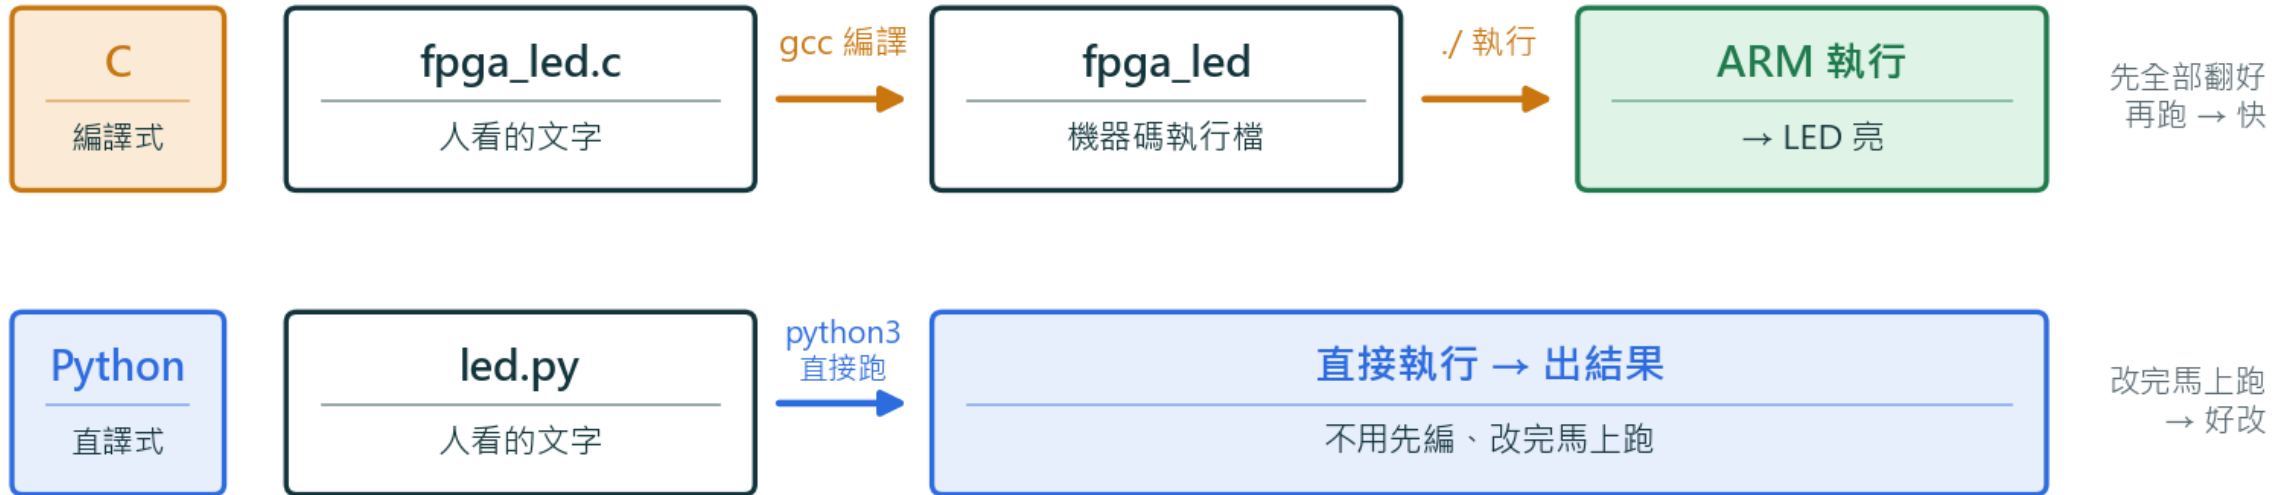 C
編譯式
fpga_led.c
人看的文字
gcc 編譯
fpga_led
機器碼執行檔
./ 執行
ARM 執行
→ LED 亮
先全部翻好
再跑 → 快
Python
直譯式
led.py
人看的文字
python3
直接跑
直接執行 → 出結果
不用先編、改完馬上跑
改完馬上跑
→ 好改